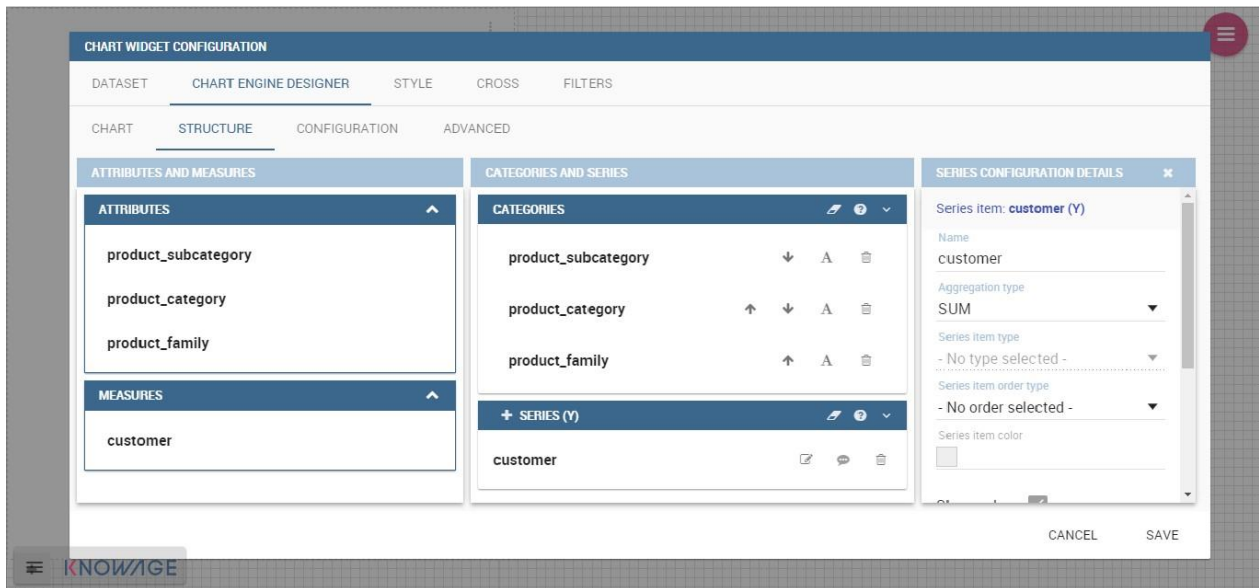 CHART WIDGET CONFIGURATION
DATASET CHART ENGINE DESIGNER STYLE CROSS FILTERS
CHART STRUCTURE CONFIGURATION ADVANCED
ATTRIBUTES AND MEASURES
ATTRIBUTES
product_subcategory
product_category
product_family
MEASURES
customer
CATEGORIES AND SERIES
CATEGORIES
product_subcategory A
product_category A
product_family A
+ SERIES (Y)
customer
SERIES CONFIGURATION DETAILS
Series item: customer (Y)
Name
customer
Aggregation type
SUM
Series item type
- No type selected -
Series item order type
- No order selected -
Series item color
CANCEL SAVE
KNOWAGE